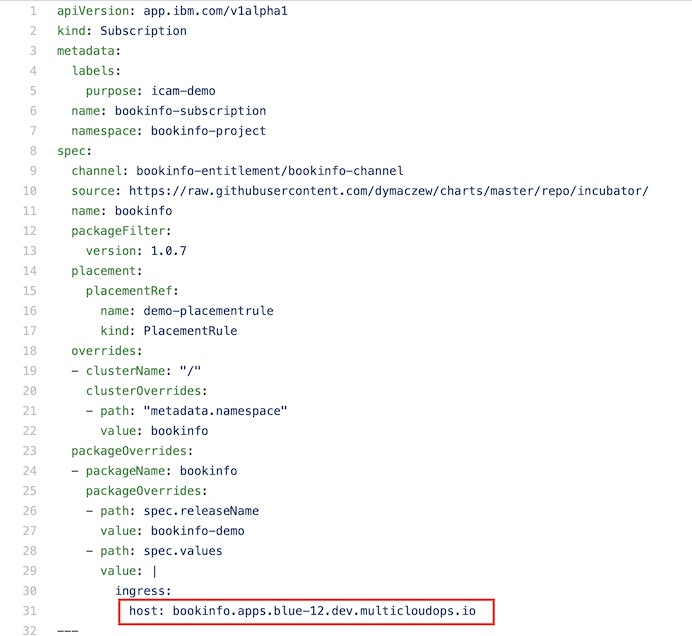 1 apiVersion: app.ibm.com/v1alpha1
2 kind: Subscription
3 metadata:
4   labels:
5     purpose: icam-demo
6   name: bookinfo-subscription
7   namespace: bookinfo-project
8 spec:
9   channel: bookinfo-entitlement/bookinfo-channel
10   source: https://raw.githubusercontent.com/dymaczew/charts/master/repo/incubator/
11   name: bookinfo
12   packageFilter:
13     version: 1.0.7
14   placement:
15     placementRef:
16       name: demo-placementrule
17       kind: PlacementRule
18   overrides:
19   - clusterName: "/"
20     clusterOverrides:
21     - path: "metadata.namespace"
22       value: bookinfo
23   packageOverrides:
24   - packageName: bookinfo
25     packageOverrides:
26     - path: spec.releaseName
27       value: bookinfo-demo
28     - path: spec.values
29       value: |
30         ingress:
31           host: bookinfo.apps.blue-12.dev.multicloudops.io
32 ---